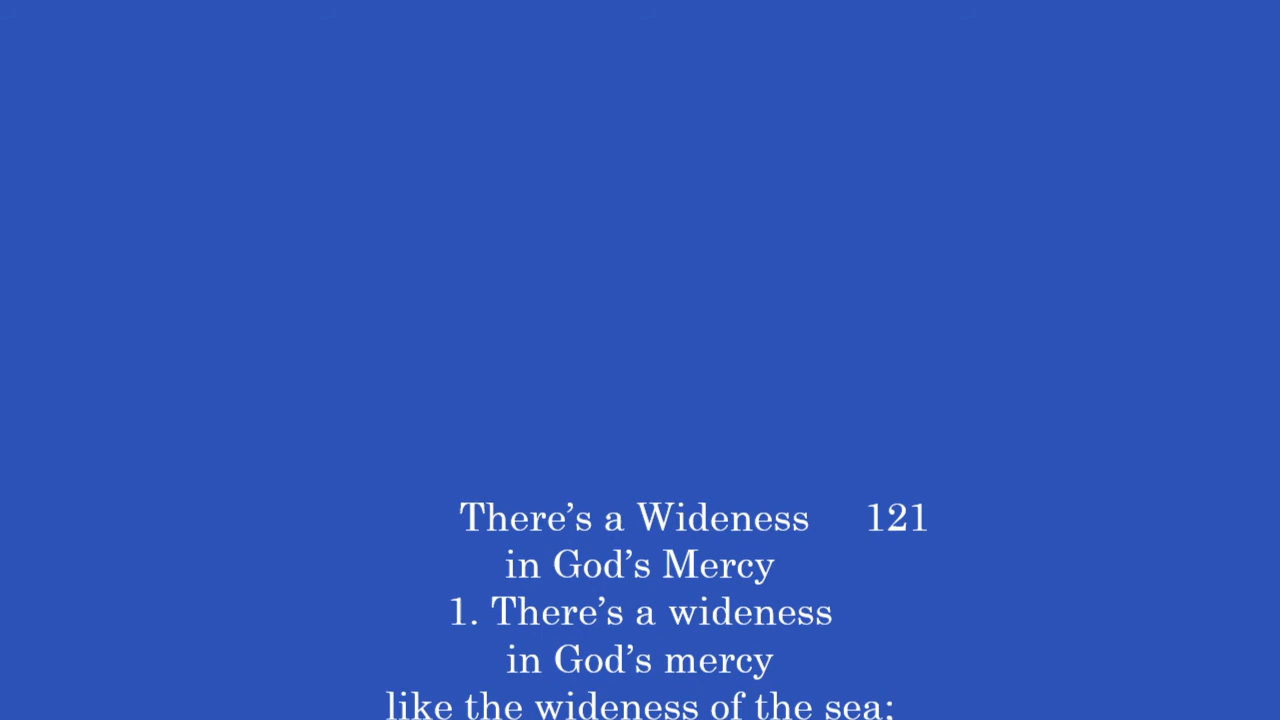 There’s a Wideness 121
in God’s Mercy
1. There’s a wideness
in God’s mercy
like the wideness of the sea;